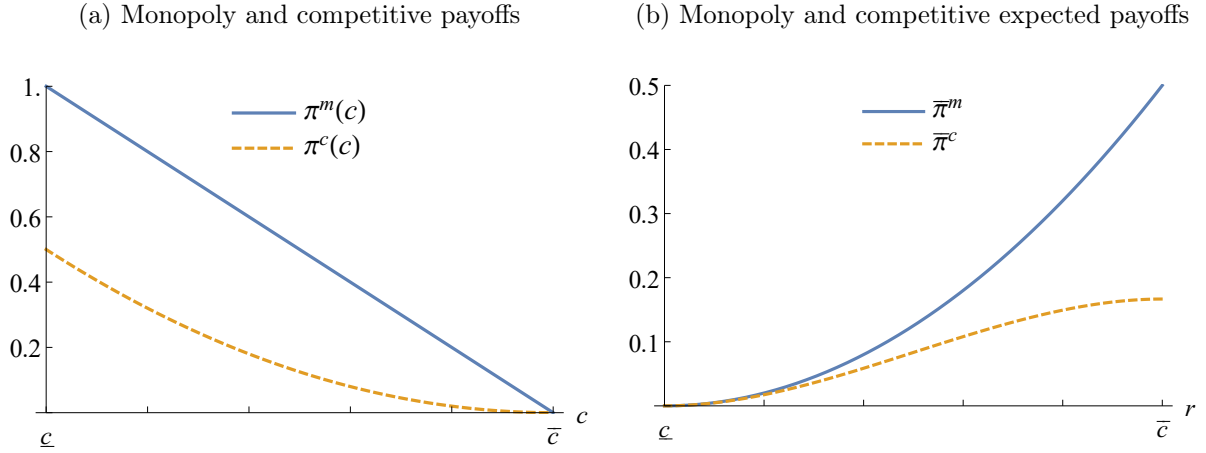 (a) Monopoly and competitive payoffs
1.
0.8
0.6
0.4
0.2
π^m(c)
π^c(c)
c̲
c̅
c
(b) Monopoly and competitive expected payoffs
0.5
0.4
0.3
0.2
0.1
π̅^m
π̅^c
c̲
c̅
r